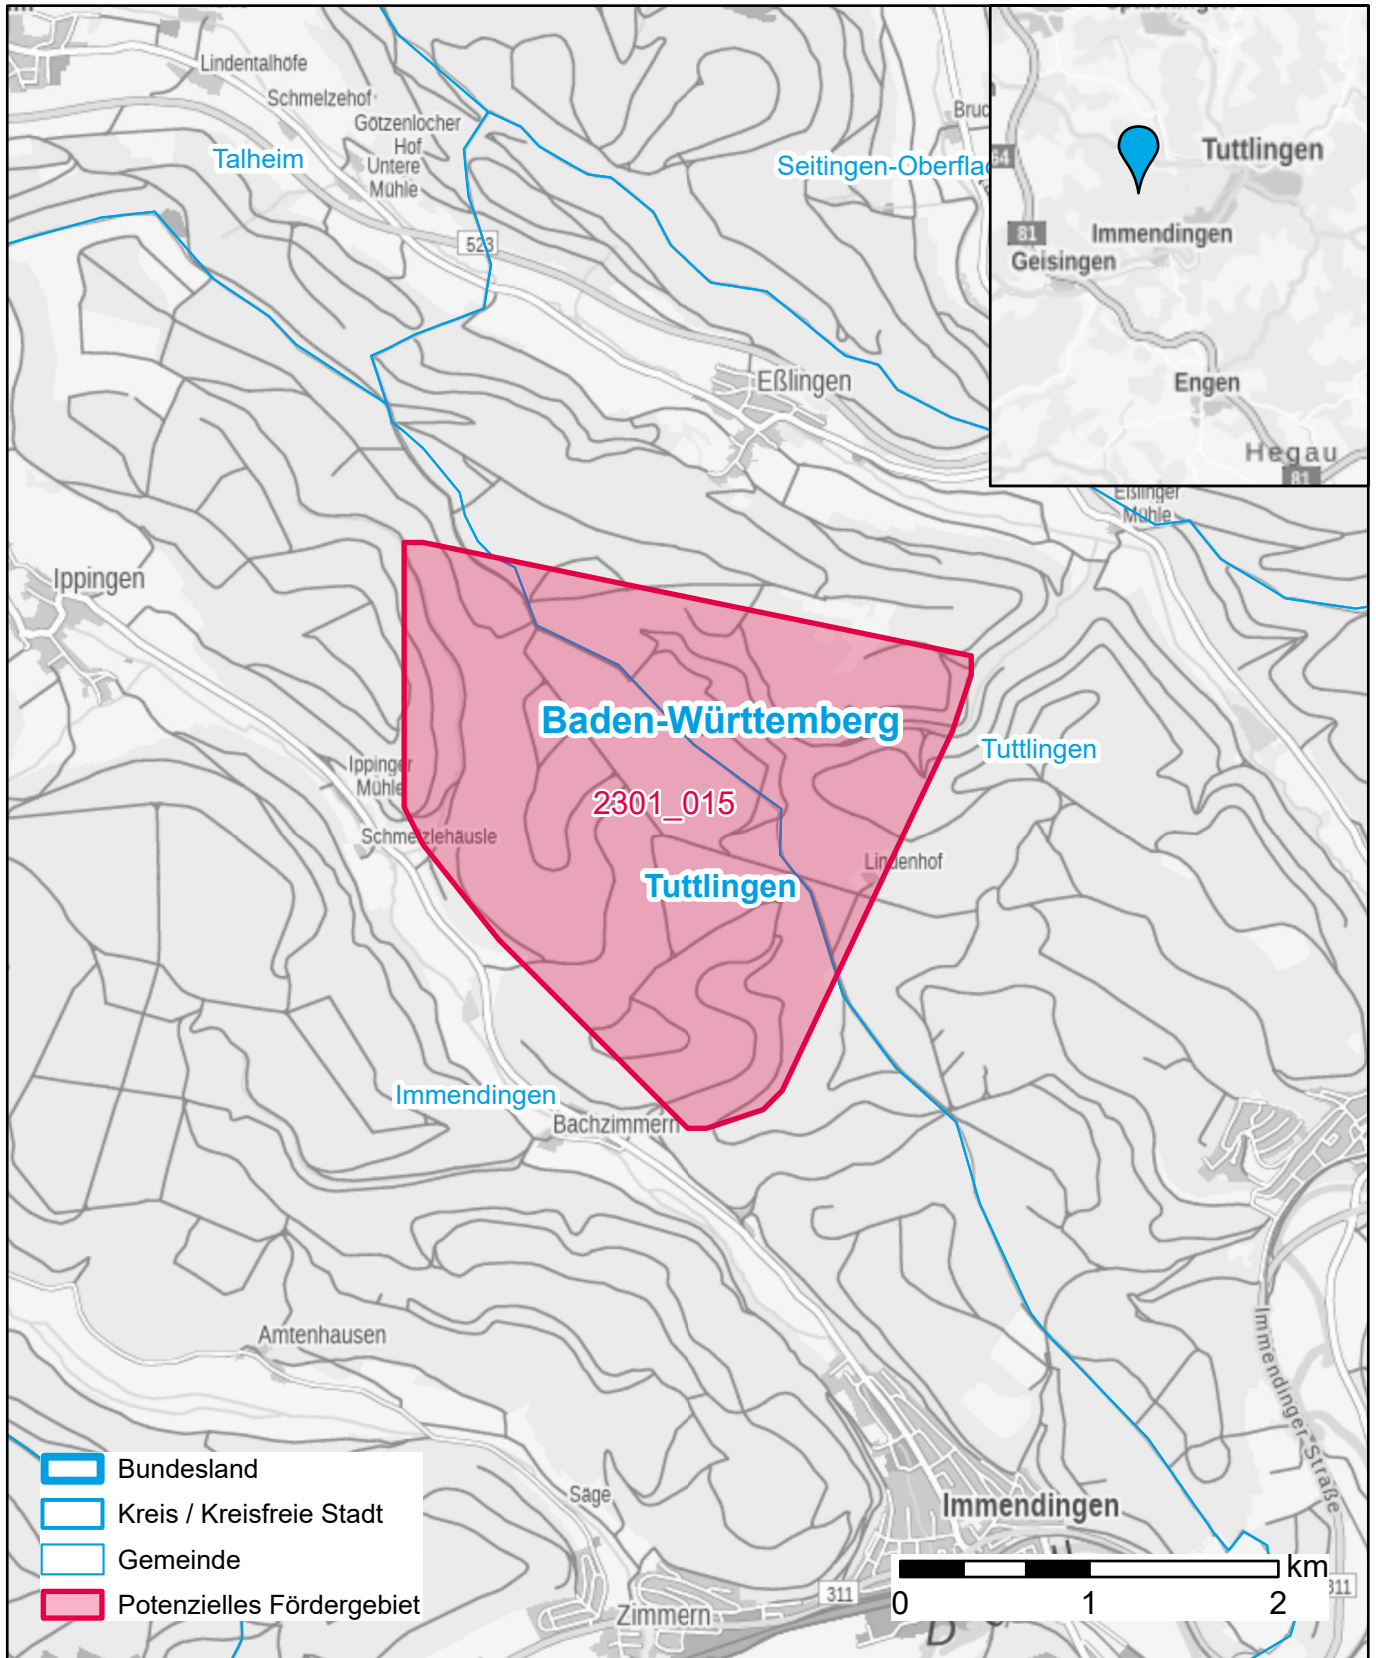 Lindentalhöfe
Schmelzehof
Götzenlocher
Hof
Untere
Mühle
Talheim
523
Seitingen-Oberflac
Bruc
Tuttlingen
81
Immendingen
Geisingen
Engen
Hegau
81
Eßlingen
Eßlinger
Mühle
Ippingen
Baden-Württemberg
Tuttlingen
Ippinger
Mühle
2301_015
Schmelzlehäusle
Lindenhof
Tuttlingen
Immendingen
Bachzimmern
Amtenhausen
Immendinger-Straße
Säge
Immendingen
Zimmern
311
311
D
Bundesland
Kreis / Kreisfreie Stadt
Gemeinde
Potenzielles Fördergebiet
km
0 1 2